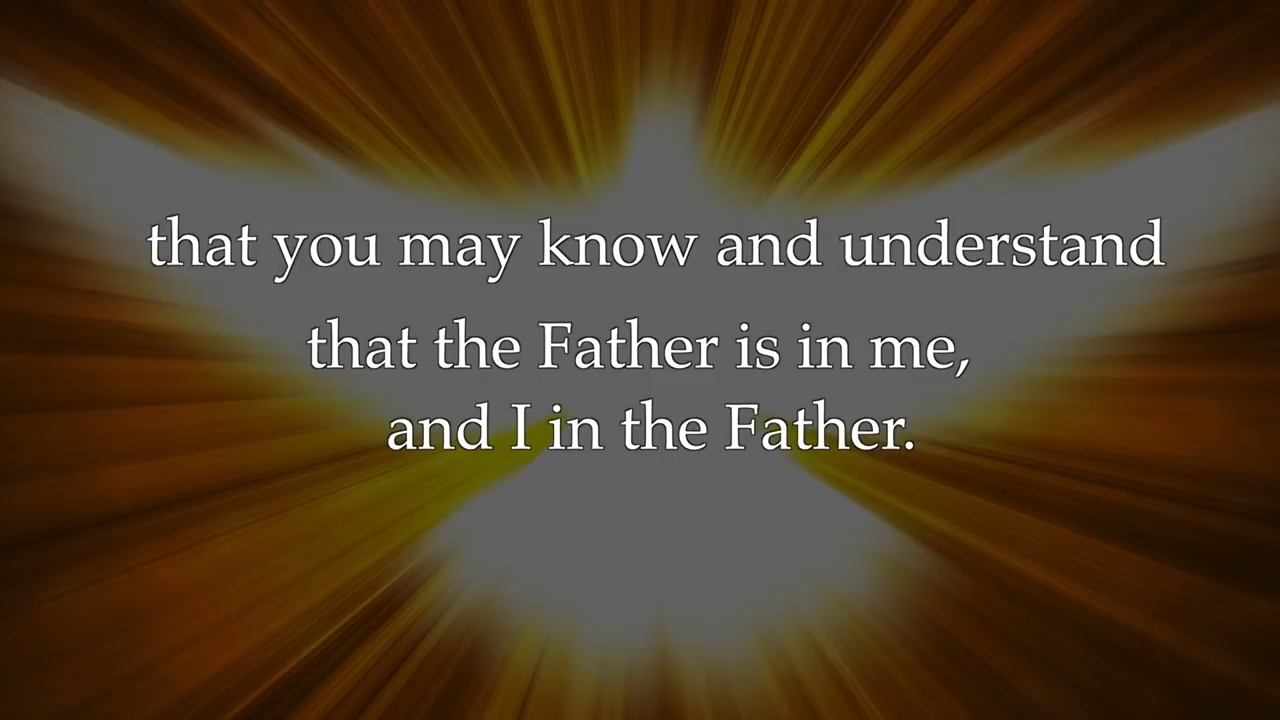 that you may know and understand
that the Father is in me,
and I in the Father.